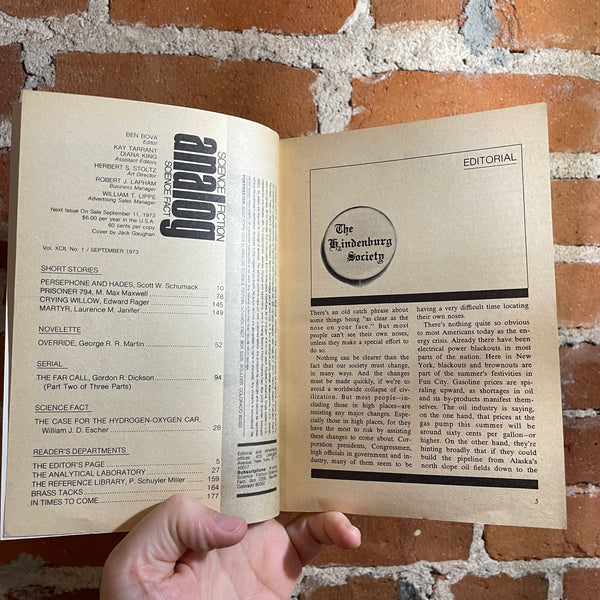 BEN BOVA
Editor
KAY TARRANT
DIANA KING
Assistant Editors
HERBERT S. STOLTZ
Art Director
ROBERT J. LAPHAM
Business Manager
WILLIAM T. LIPPE
Advertising Sales Manager
Next Issue On Sale September 11, 1973
$6.00 per year in the U.S.A.
60 cents per copy
Cover by Jack Gaughan
Vol. XCII, No. 1 / SEPTEMBER 1973
SCIENCE FICTION
analog
SCIENCE FACT
SHORT STORIES
PERSEPHONE AND HADES, Scott W. Schumack 10
PRISONER 794, M. Max Maxwell 76
CRYING WILLOW, Edward Rager 145
MARTYR, Laurence M. Janifer 149
NOVELETTE
OVERRIDE, George R. R. Martin 52
SERIAL
THE FAR CALL, Gordon R. Dickson 94
(Part Two of Three Parts)
SCIENCE FACT
THE CASE FOR THE HYDROGEN-OXYGEN CAR,
William J. D. Escher 28
READER'S DEPARTMENTS
THE EDITOR'S PAGE 5
THE ANALYTICAL LABORATORY 27
THE REFERENCE LIBRARY, P. Schuyler Miller 159
BRASS TACKS 164
IN TIMES TO COME 177
Editorial and Advertising
10017
Subscriptions:
Fact, Box 5205, Boulder
Colorado 80302
EDITORIAL
The
Hindenburg
Society
There's an old catch phrase about
some things being "as clear as the
nose on your face." But most
people can't see their own noses,
unless they make a special effort to
do so.
Nothing can be clearer than the
fact that our society must change,
in many ways. And the changes
must be made quickly, if we're to
avoid a worldwide collapse of civ-
ilization. But most people—in-
cluding those in high places—are
resisting any major changes. Espe-
cially those in high places, for they
have the most to risk by assisting
these changes to come about. Cor-
poration presidents, Congressmen,
high officials in government and in-
dustry, many of them seem to be
having a very difficult time locating
their own noses.
There's nothing quite so obvious
to most Americans today as the en-
ergy crisis. Already there have been
electrical power blackouts in most
parts of the nation. Here in New
York, blackouts and brownouts are
part of the summer's festivities in
Fun City. Gasoline prices are spi-
raling upward, as shortages in oil
and its by-products manifest them-
selves. The oil industry is saying,
on the one hand, that prices at the
gas pump this summer will be
around sixty cents per gallon—or
higher. On the other hand, they're
hinting broadly that if they could
build the pipeline from Alaska's
north slope oil fields down to the
5